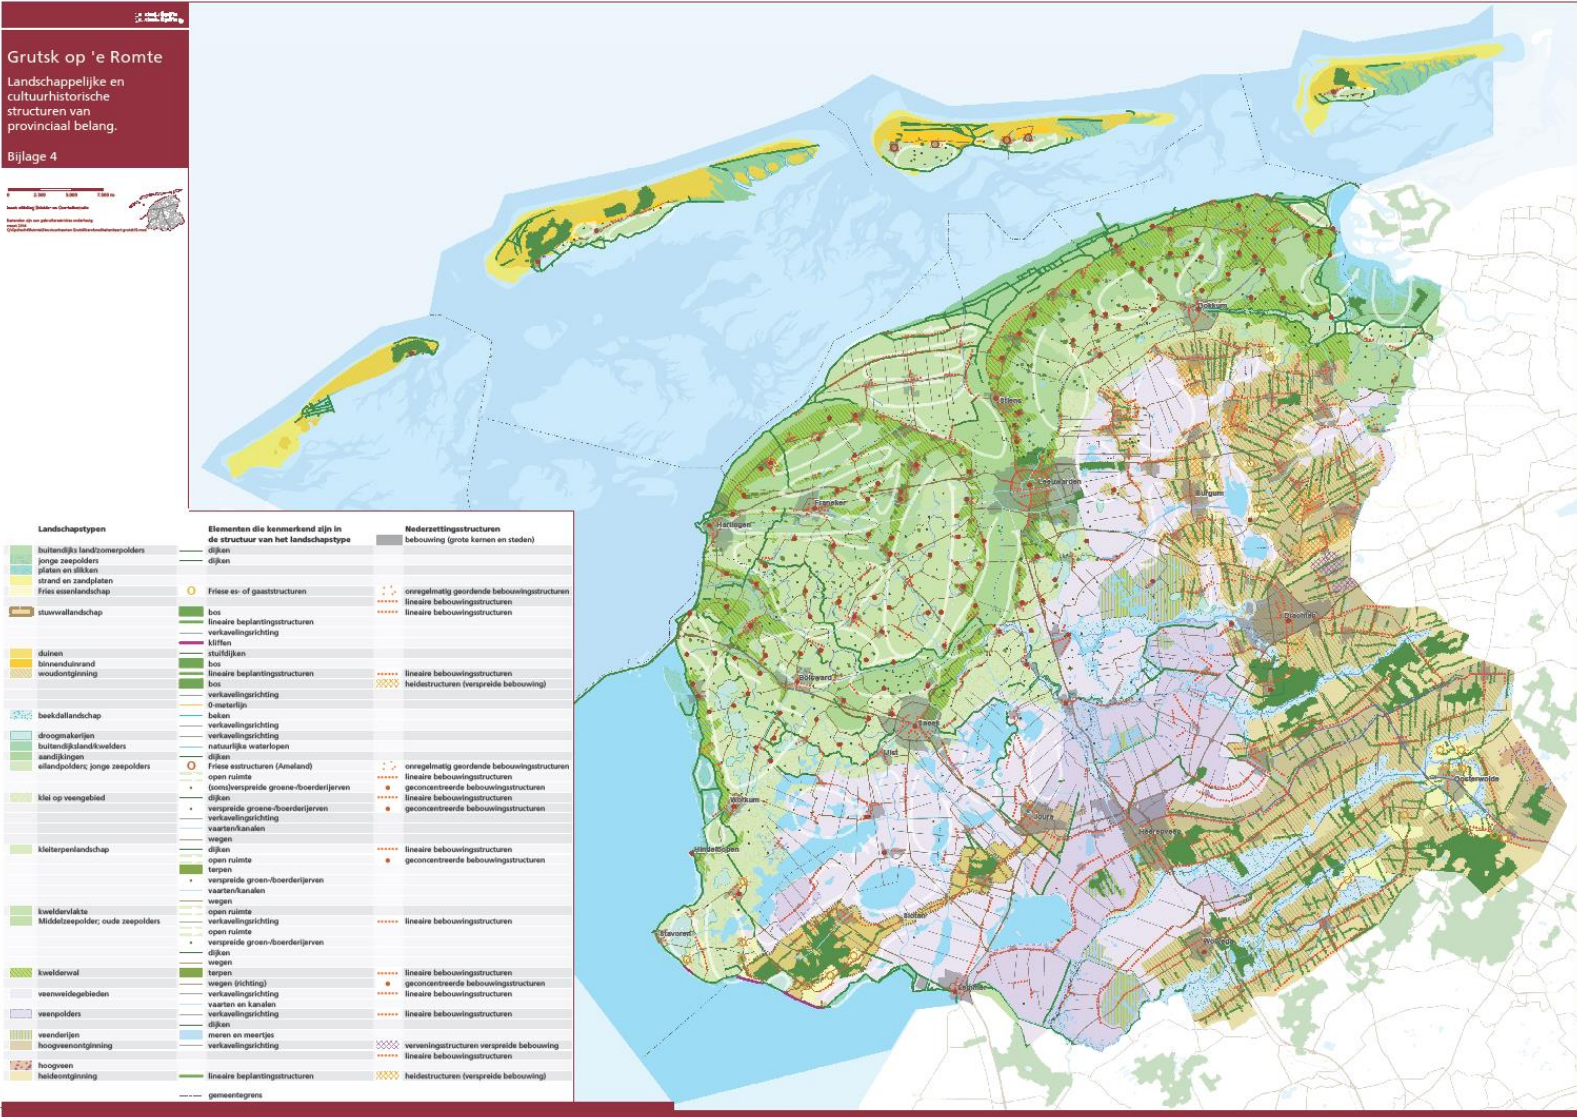 Grutsk op 'e Romte
Landschappelijke en
cultuurhistorische
structuren van
provinciaal belang.
Bijlage 4
Landschapstypen
Elementen die kenmerkend zijn in
de structuur van het landschapstype
Nederzettingsstructuren
bebouwing (grote kernen en steden)
buitendijks land/zomerpolders
dijken
jonge zeepolders
dijken
platen en slikken
strand en zandplaten
Fries essenlandschap
Friese es- of gaaststructuren
onregelmatig geordende bebouwingsstructuren
lineaire bebouwingsstructuren
stuwwallandschap
bos
lineaire bebouwingsstructuren
lineaire beplantingsstructuren
verkavelingsrichting
kliffen
duinen
stuifdijken
binnenduinrand
bos
woudontginning
lineaire beplantingsstructuren
lineaire bebouwingsstructuren
bos
heidestructuren (verspreide bebouwing)
verkavelingsrichting
0-meterlijn
beekdallandschap
beken
verkavelingsrichting
droogmakerijen
verkavelingsrichting
buitendijksland/kwelders
natuurlijke waterlopen
aandijkingen
dijken
eilandpolders; jonge zeepolders
Friese esstructuren (Ameland)
onregelmatig geordende bebouwingsstructuren
open ruimte
lineaire bebouwingsstructuren
(soms)verspreide groene-/boerderijerven
geconcentreerde bebouwingsstructuren
klei op veengebied
dijken
lineaire bebouwingsstructuren
verspreide groene-/boerderijerven
geconcentreerde bebouwingsstructuren
verkavelingsrichting
vaarten/kanalen
wegen
kleiterpenlandschap
dijken
lineaire bebouwingsstructuren
open ruimte
geconcentreerde bebouwingsstructuren
terpen
verspreide groen-/boerderijerven
vaarten/kanalen
wegen
kweldervlakte
open ruimte
Middelzeepolder; oude zeepolders
verkavelingsrichting
lineaire bebouwingsstructuren
open ruimte
verspreide groen-/boerderijerven
dijken
wegen
kwelderwal
terpen
lineaire bebouwingsstructuren
wegen (richting)
geconcentreerde bebouwingsstructuren
veenweidegebieden
verkavelingsrichting
lineaire bebouwingsstructuren
vaarten en kanalen
veenpolders
verkavelingsrichting
lineaire bebouwingsstructuren
dijken
veenderijen
meren en meertjes
hoogveenontginning
verkavelingsrichting
verveningsstructuren verspreide bebouwing
lineaire bebouwingsstructuren
hoogveen
heideontginning
lineaire beplantingsstructuren
heidestructuren (verspreide bebouwing)
gemeentegrens
Dokkum
Stiens
Leeuwarden
Burgum
Franeker
Harlingen
Drachten
Bolsward
Sneek
IJlst
Oosterwolde
Workum
Joure
Heerenveen
Hindeloopen
Balk
Stavoren
Wolvega
Lemmer